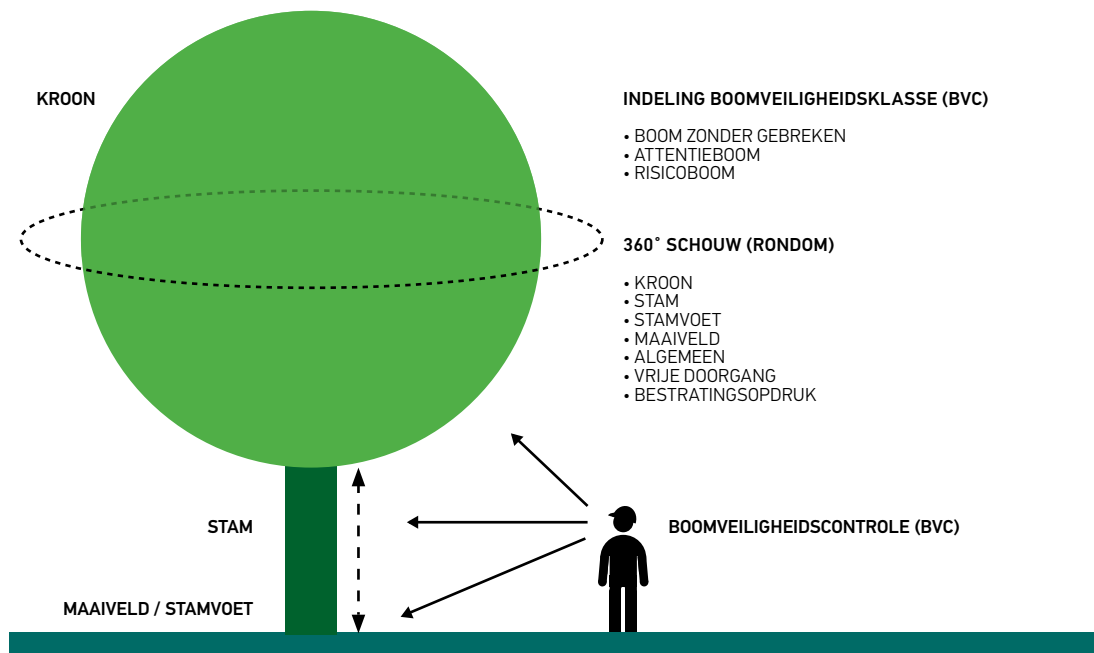 KROON
INDELING BOOMVEILIGHEIDSKLASSE (BVC)
• BOOM ZONDER GEBREKEN
• ATTENTIEBOOM
• RISICOBOOM
360˚ SCHOUW (RONDOM)
• KROON
• STAM
• STAMVOET
• MAAIVELD
• ALGEMEEN
• VRIJE DOORGANG
• BESTRATINGSOPDRUK
STAM
BOOMVEILIGHEIDSCONTROLE (BVC)
MAAIVELD / STAMVOET